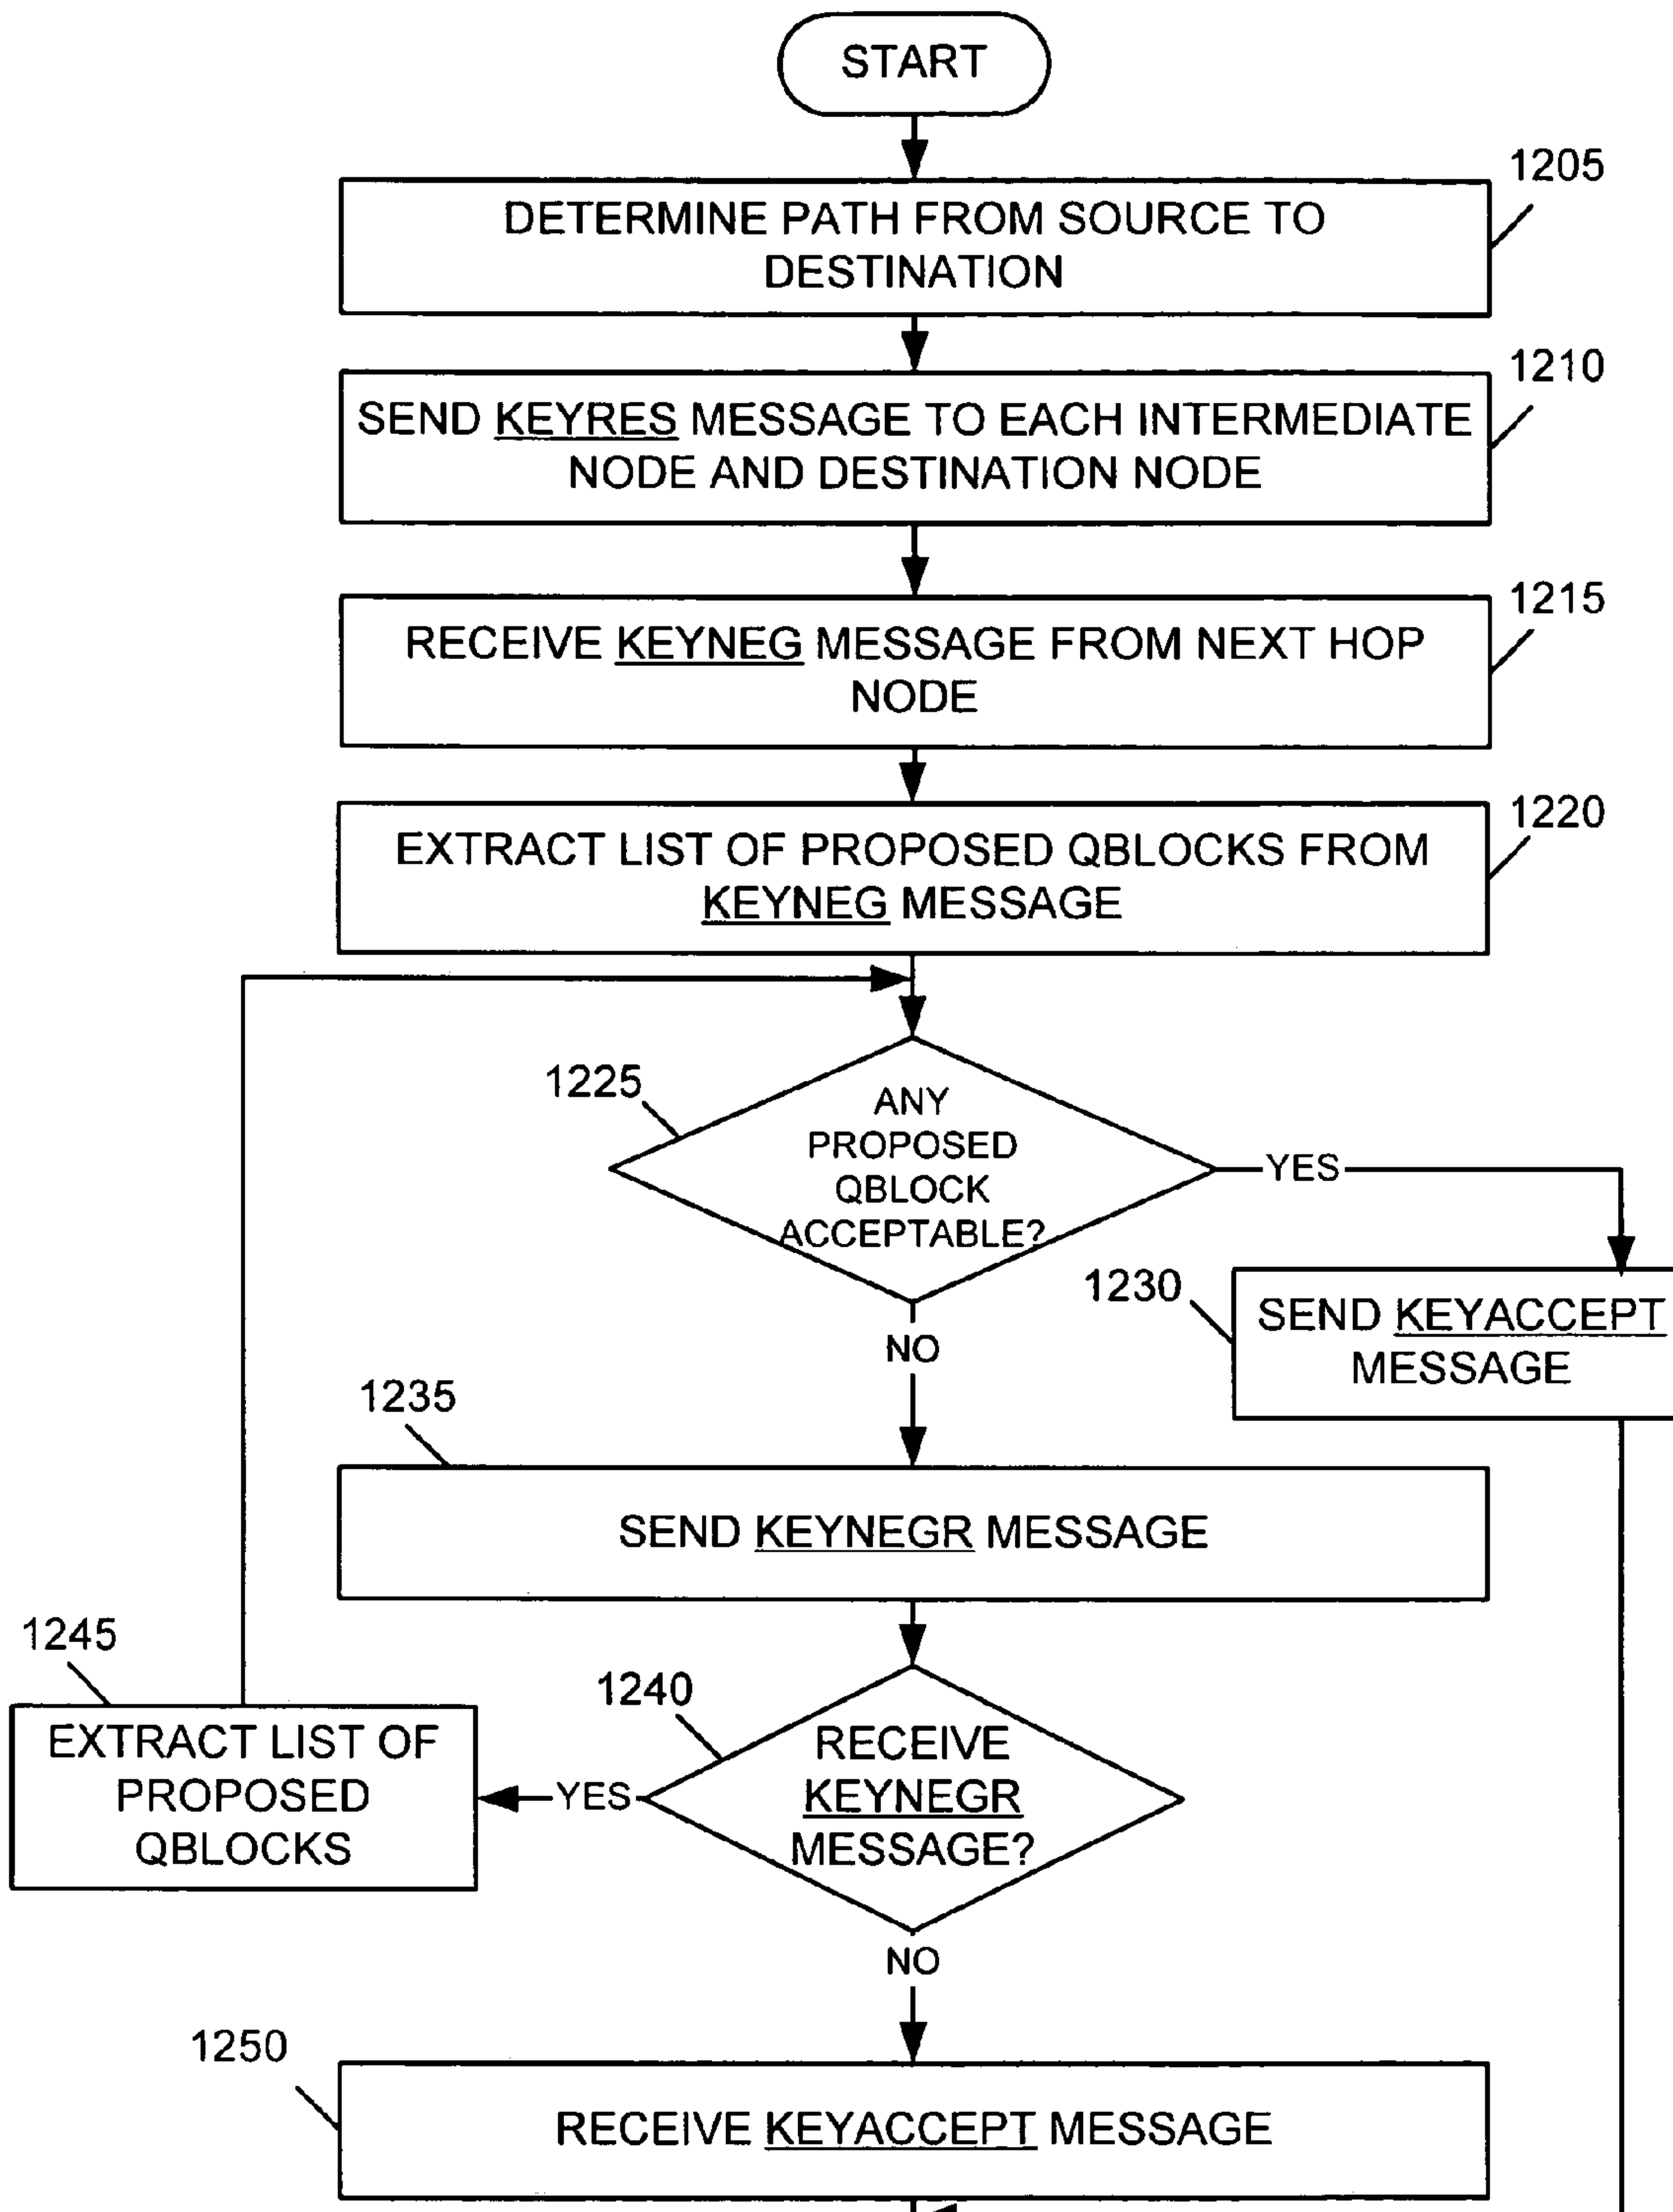 START
1205
DETERMINE PATH FROM SOURCE TO
DESTINATION
1210
SEND KEYRES MESSAGE TO EACH INTERMEDIATE
NODE AND DESTINATION NODE
1215
RECEIVE KEYNEG MESSAGE FROM NEXT HOP
NODE
1220
EXTRACT LIST OF PROPOSED QBLOCKS FROM
KEYNEG MESSAGE
1225
ANY
PROPOSED
QBLOCK
ACCEPTABLE?
YES
1230
SEND KEYACCEPT
MESSAGE
NO
1235
SEND KEYNEGR MESSAGE
1245
EXTRACT LIST OF
PROPOSED
QBLOCKS
YES
1240
RECEIVE
KEYNEGR
MESSAGE?
NO
1250
RECEIVE KEYACCEPT MESSAGE